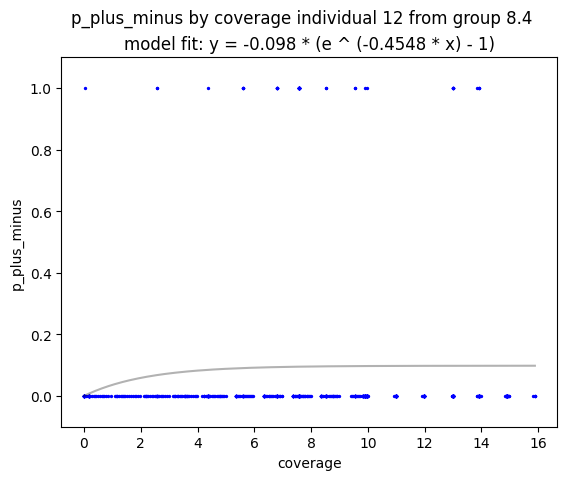 p_plus_minus by coverage individual 12 from group 8.4
model fit: y = -0.098 * (e ^ (-0.4548 * x) - 1)
1.0
0.8
0.6
0.4
0.2
0.0
p_plus_minus
0 2 4 6 8 10 12 14 16
coverage